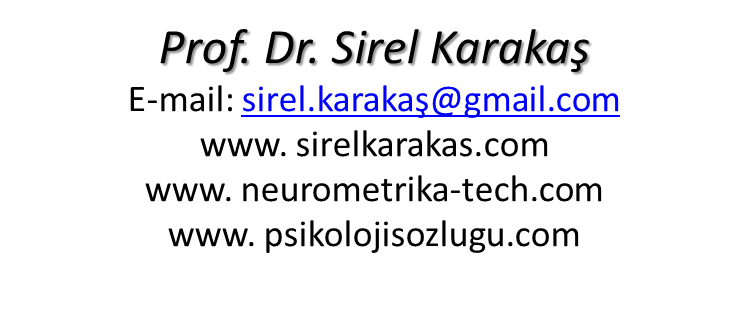 Prof. Dr. Sirel Karakaş
E-mail: sirel.karakaş@gmail.com
www. sirelkarakas.com
www. neurometrika-tech.com
www. psikolojisozlugu.com